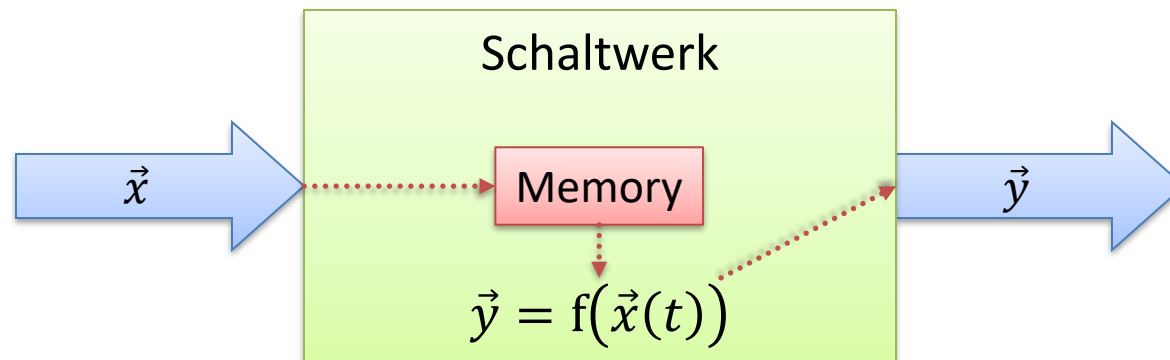 Schaltwerk
x⃗
Memory
y⃗
y⃗ = f(x⃗(t))